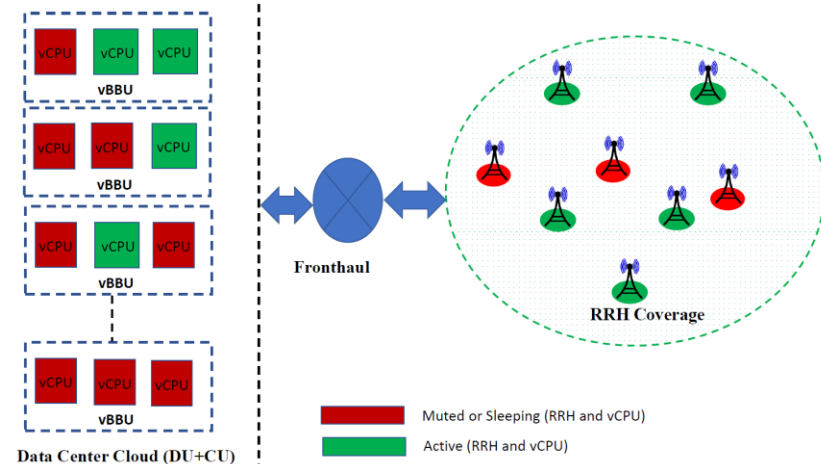 vCPU vCPU vCPU
vBBU
vCPU vCPU vCPU
vBBU
vCPU vCPU vCPU
vBBU
vCPU vCPU vCPU
vBBU
Data Center Cloud (DU+CU)
Fronthaul
RRH Coverage
Muted or Sleeping (RRH and vCPU)
Active (RRH and vCPU)